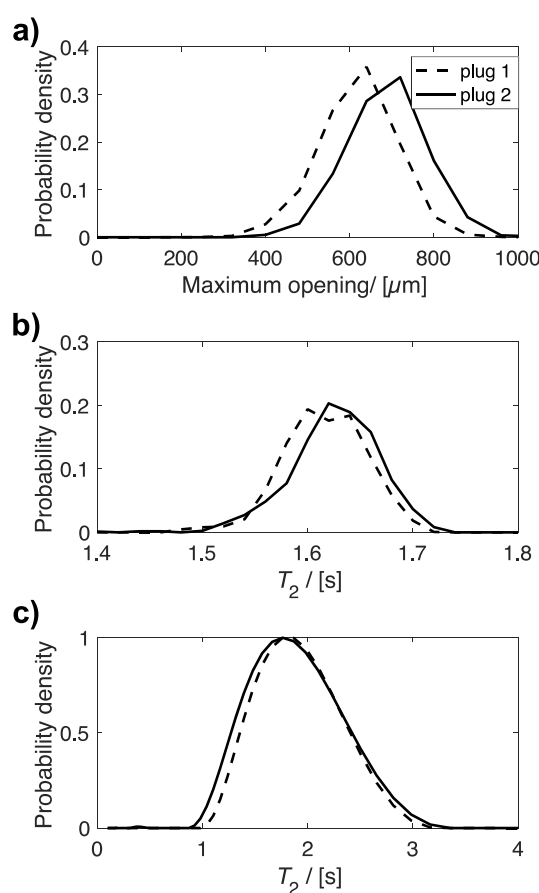 a)
Probability density
0.4
0.3
0.2
0.1
0
plug 1
plug 2
0 200 400 600 800 1000
Maximum opening/ [μm]
b)
Probability density
0.3
0.2
0.1
0
1.4 1.5 1.6 1.7 1.8
T2 / [s]
c)
Probability density
1
0.5
0
0 1 2 3 4
T2 / [s]